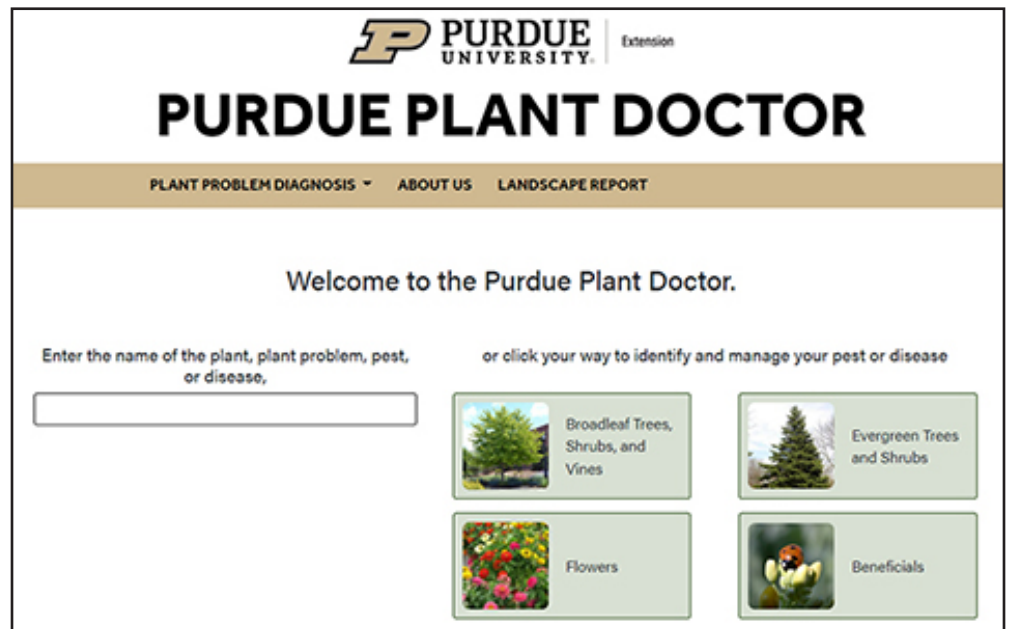 PURDUE
UNIVERSITY.
Extension
PURDUE PLANT DOCTOR
PLANT PROBLEM DIAGNOSIS
ABOUT US
LANDSCAPE REPORT
Welcome to the Purdue Plant Doctor.
Enter the name of the plant, plant problem, pest,
or disease,
or click your way to identify and manage your pest or disease
Broadleaf Trees,
Shrubs, and
Vines
Evergreen Trees
and Shrubs
Flowers
Beneficials